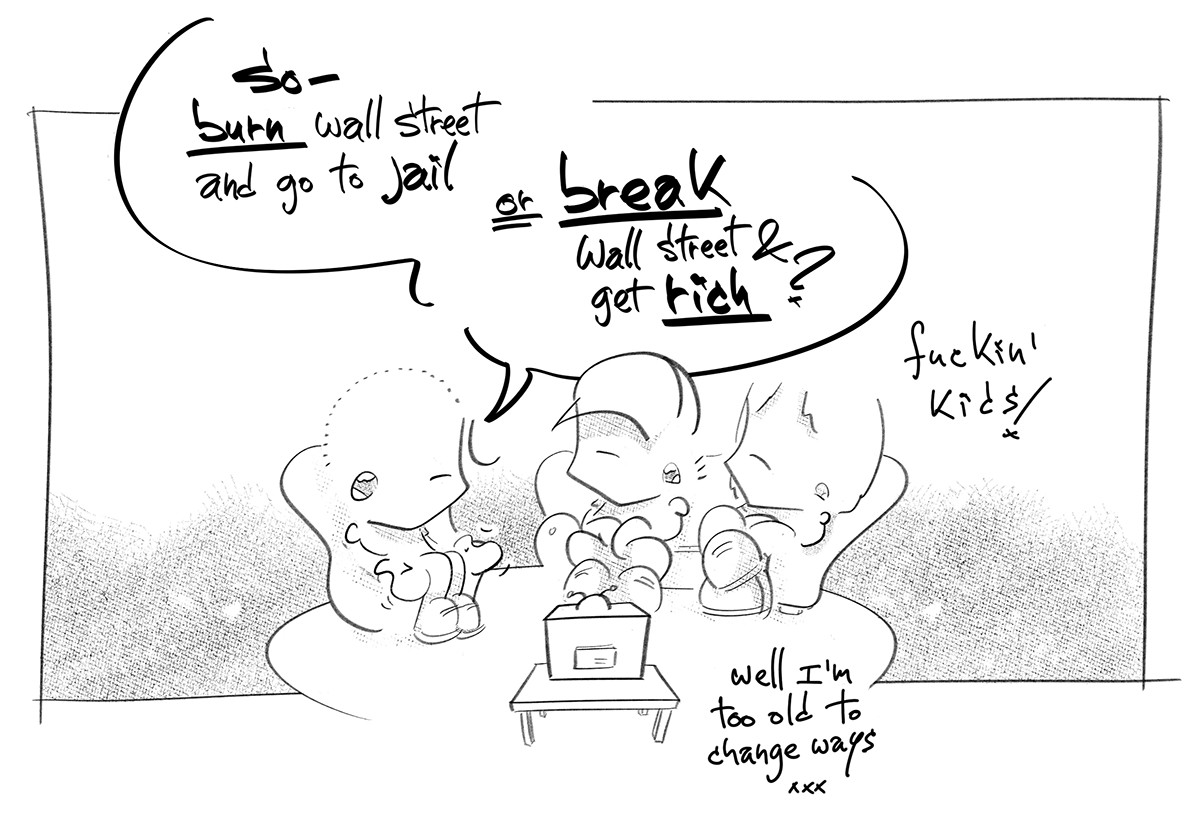 So-
burn wall street
and go to jail
or break
wall street &
get rich?
fuckin'
kids!
well I'm
too old to
change ways
xxx